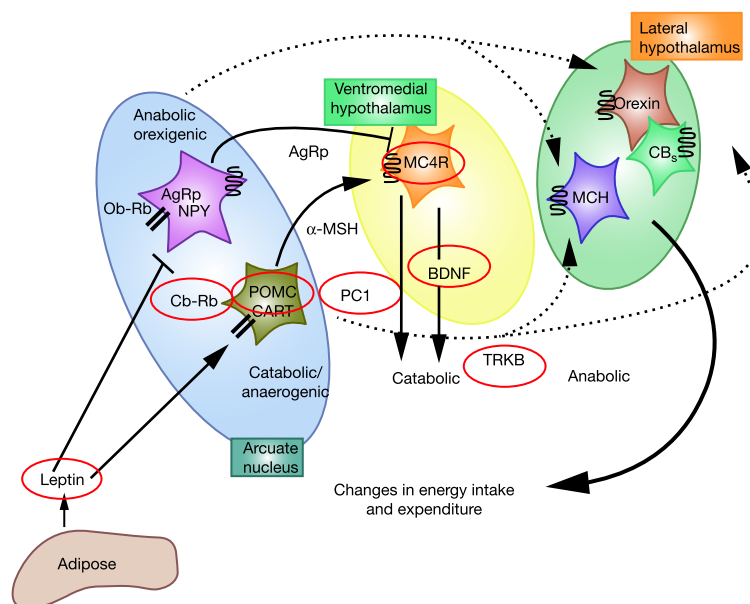 Lateral
hypothalamus
Ventromedial
hypothalamus
Anabolic
orexigenic
Orexin
AgRp
MC4R
CBs
AgRp
NPY
Ob-Rb
MCH
α-MSH
BDNF
Cb-Rb
POMC
CART
PC1
TRKB
Catabolic/
anaerogenic
Catabolic
Anabolic
Arcuate
nucleus
Leptin
Changes in energy intake
and expenditure
Adipose